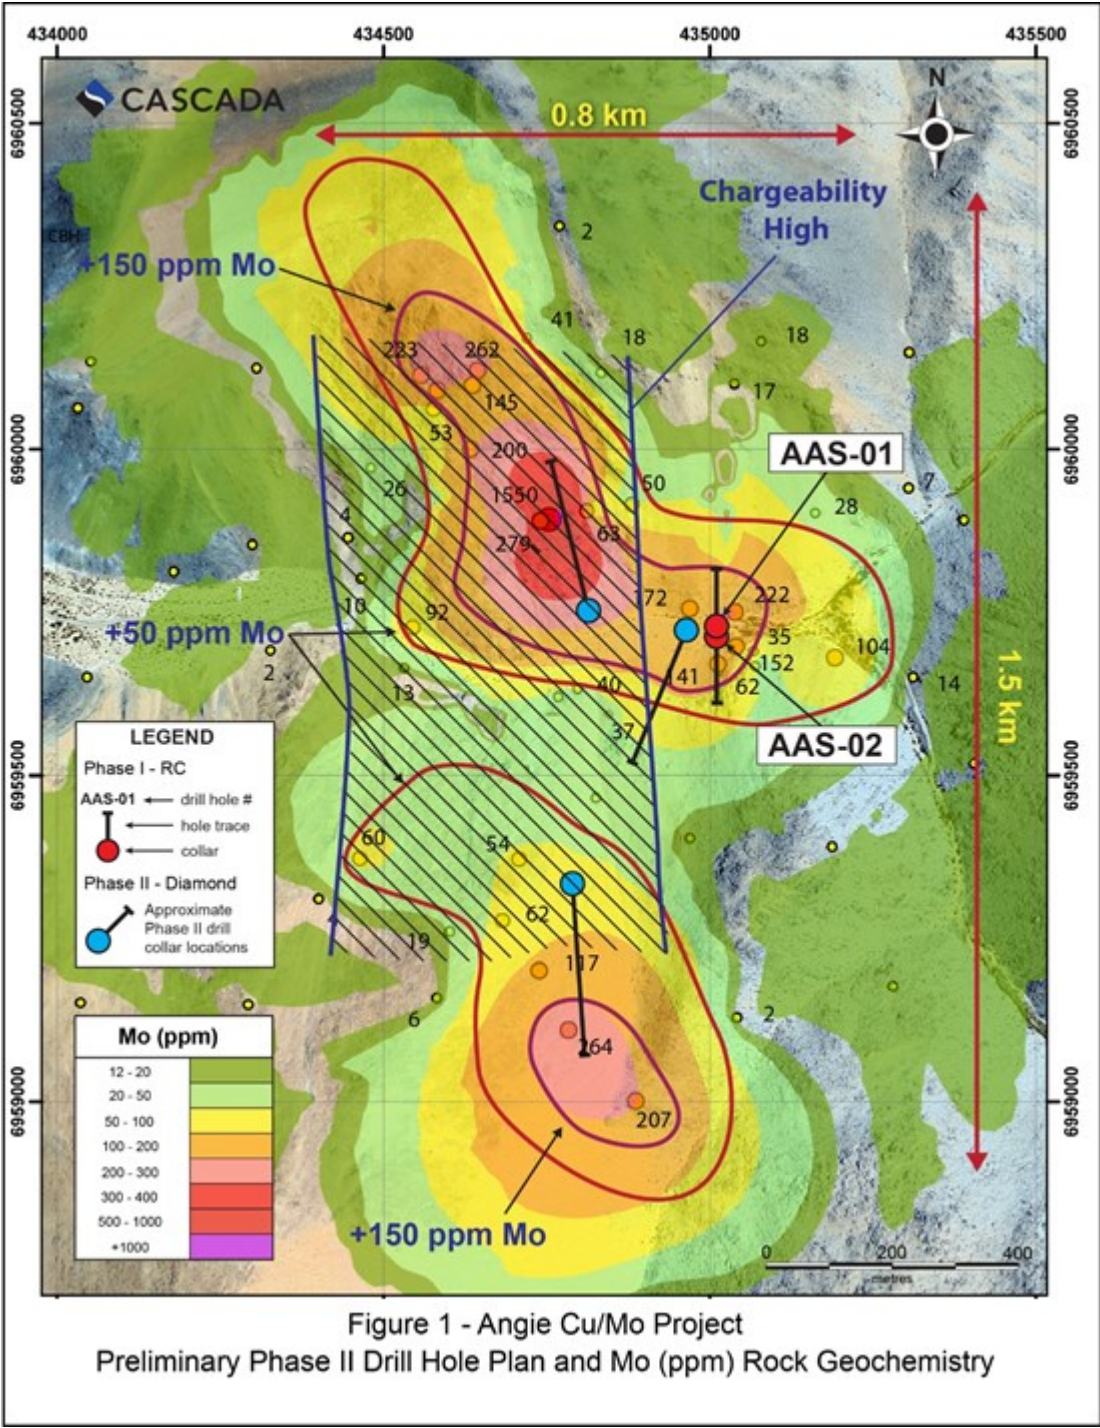 434000 434500 435000 435500
6960500
6960000
6959500
6959000
6960500
6960000
6959500
6959000
CASCADA
0.8 km
N
Chargeability
High
CBH
+150 ppm Mo
2
41
18
18
223
262
17
145
53
200
AAS-01
26
1550
50
7
28
4
279
63
10
92
72
222
+50 ppm Mo
35
104
2
152
41
62
14
13
40
37
AAS-02
1.5 km
LEGEND
Phase I - RC
AAS-01 drill hole #
hole trace
collar
Phase II - Diamond
Approximate
Phase II drill
collar locations
60
54
62
19
117
6
2
264
207
Mo (ppm)
12 - 20
20 - 50
50 - 100
100 - 200
200 - 300
300 - 400
500 - 1000
+1000
+150 ppm Mo
0 200 400
metres
Figure 1 - Angie Cu/Mo Project
Preliminary Phase II Drill Hole Plan and Mo (ppm) Rock Geochemistry